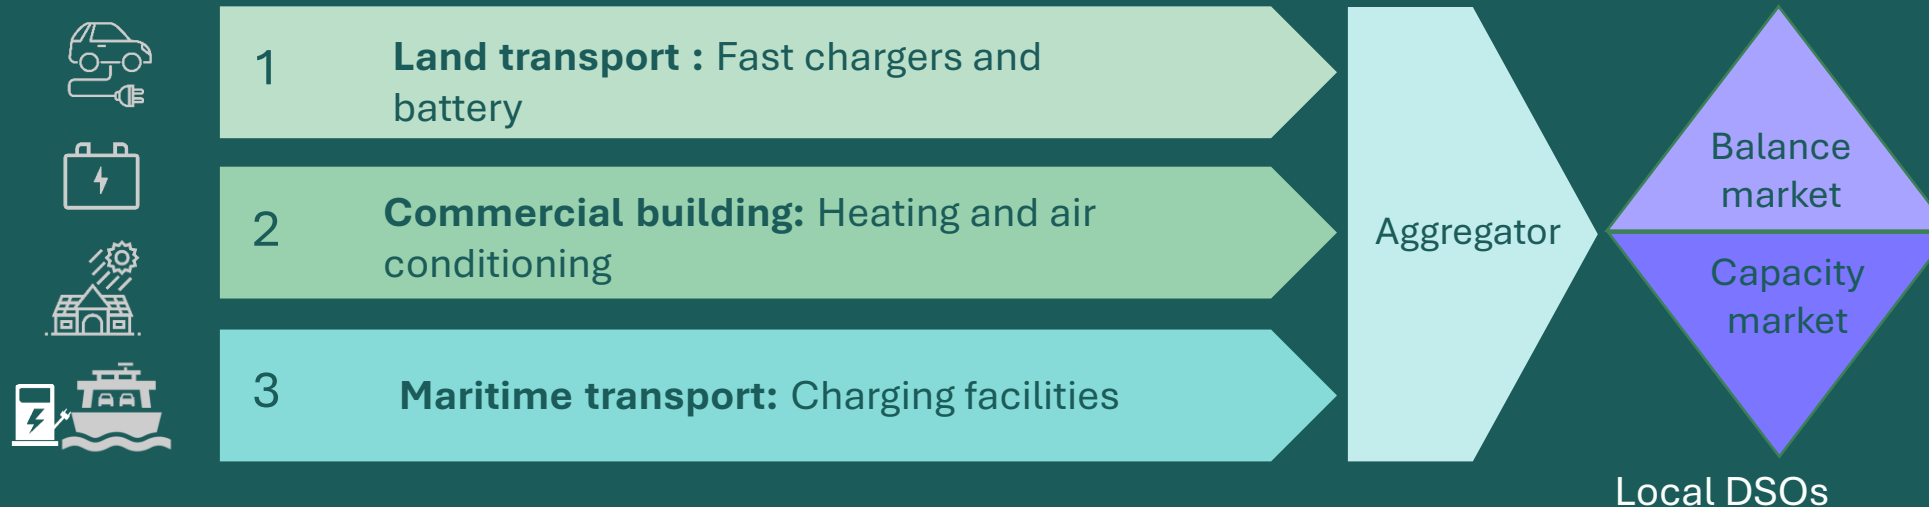 1
Land transport : Fast chargers and
battery
2
Commercial building: Heating and air
conditioning
3
Maritime transport: Charging facilities
Aggregator
Balance
market
Capacity
market
Local DSOs